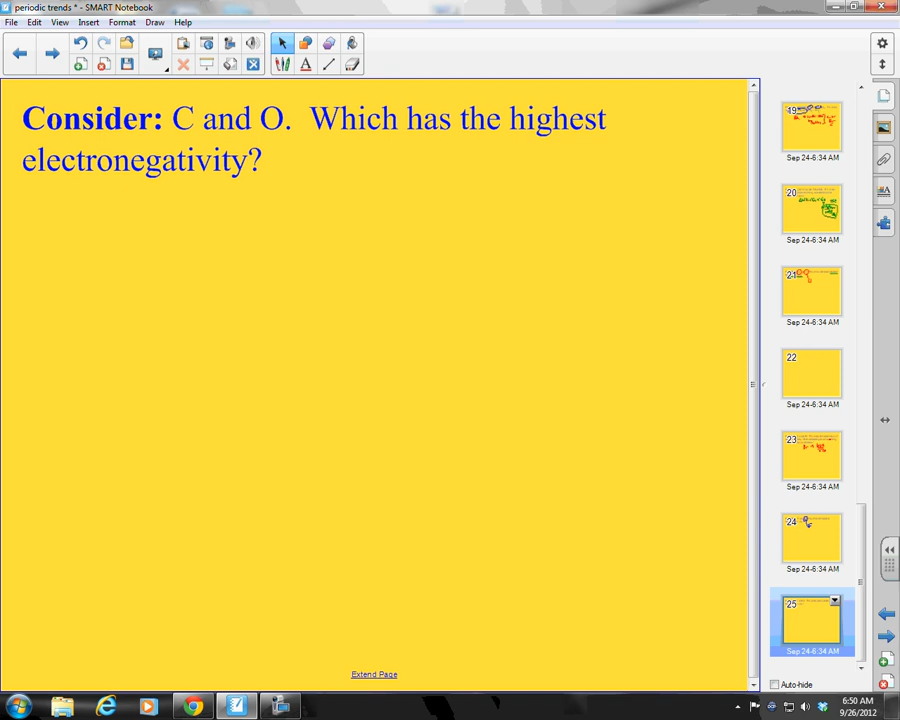 periodic trends * - SMART Notebook
File Edit View Insert Format Draw Help
Consider: C and O. Which has the highest
electronegativity?
Extend Page
19
Sep 24-6:34 AM
20
Sep 24-6:34 AM
21
Sep 24-6:34 AM
22
Sep 24-6:34 AM
23
Sep 24-6:34 AM
24
Sep 24-6:34 AM
25
Sep 24-6:34 AM
Auto-hide
6:50 AM
9/26/2012